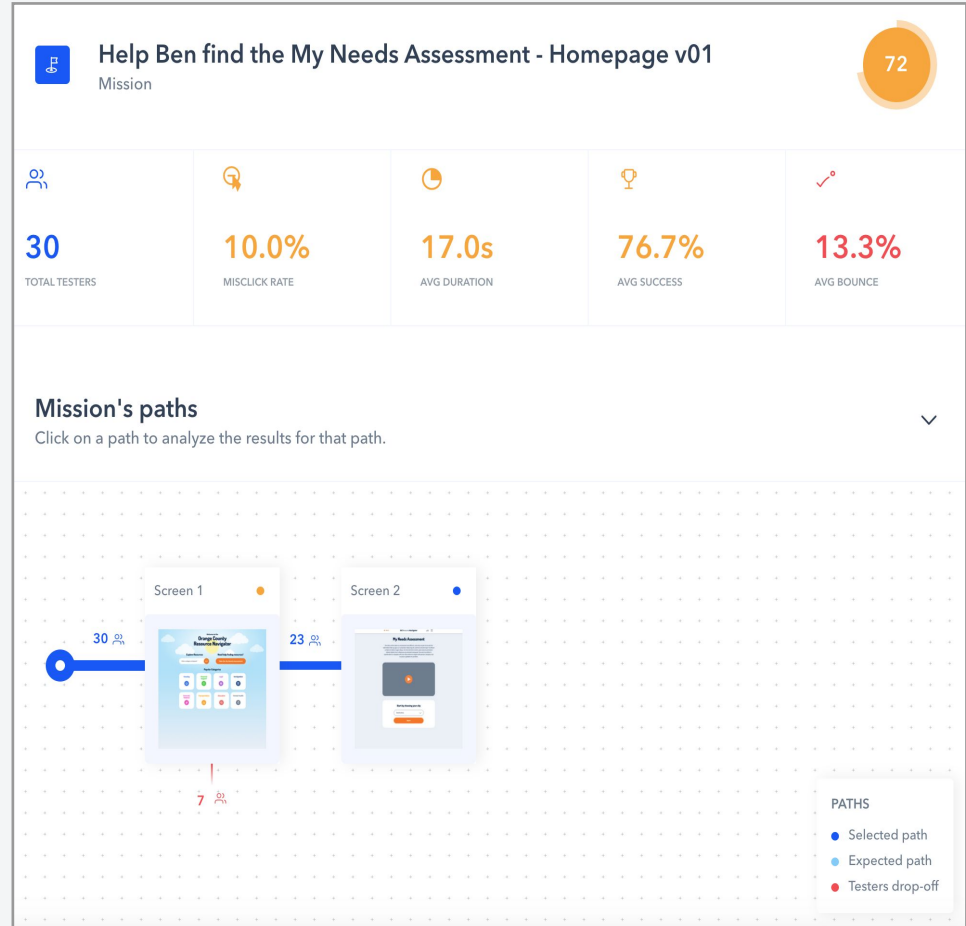 Help Ben find the My Needs Assessment - Homepage v01
Mission
72
30
TOTAL TESTERS
10.0%
MISCLICK RATE
17.0s
AVG DURATION
76.7%
AVG SUCCESS
13.3%
AVG BOUNCE
Mission's paths
Click on a path to analyze the results for that path.
30
Screen 1
Orange County
Resource Navigator
23
Screen 2
My Needs Assessment
7
PATHS
Selected path
Expected path
Testers drop-off